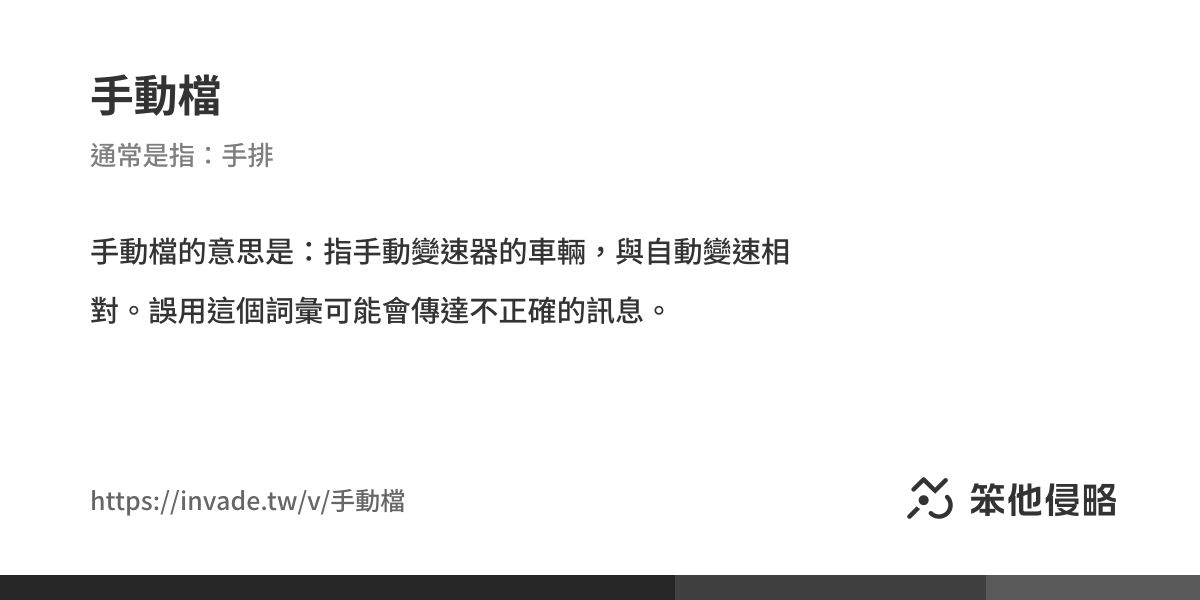 手動檔
通常是指：手排
手動檔的意思是：指手動變速器的車輛，與自動變速相
對。誤用這個詞彙可能會傳達不正確的訊息。
https://invade.tw/v/手動檔
笨他侵略